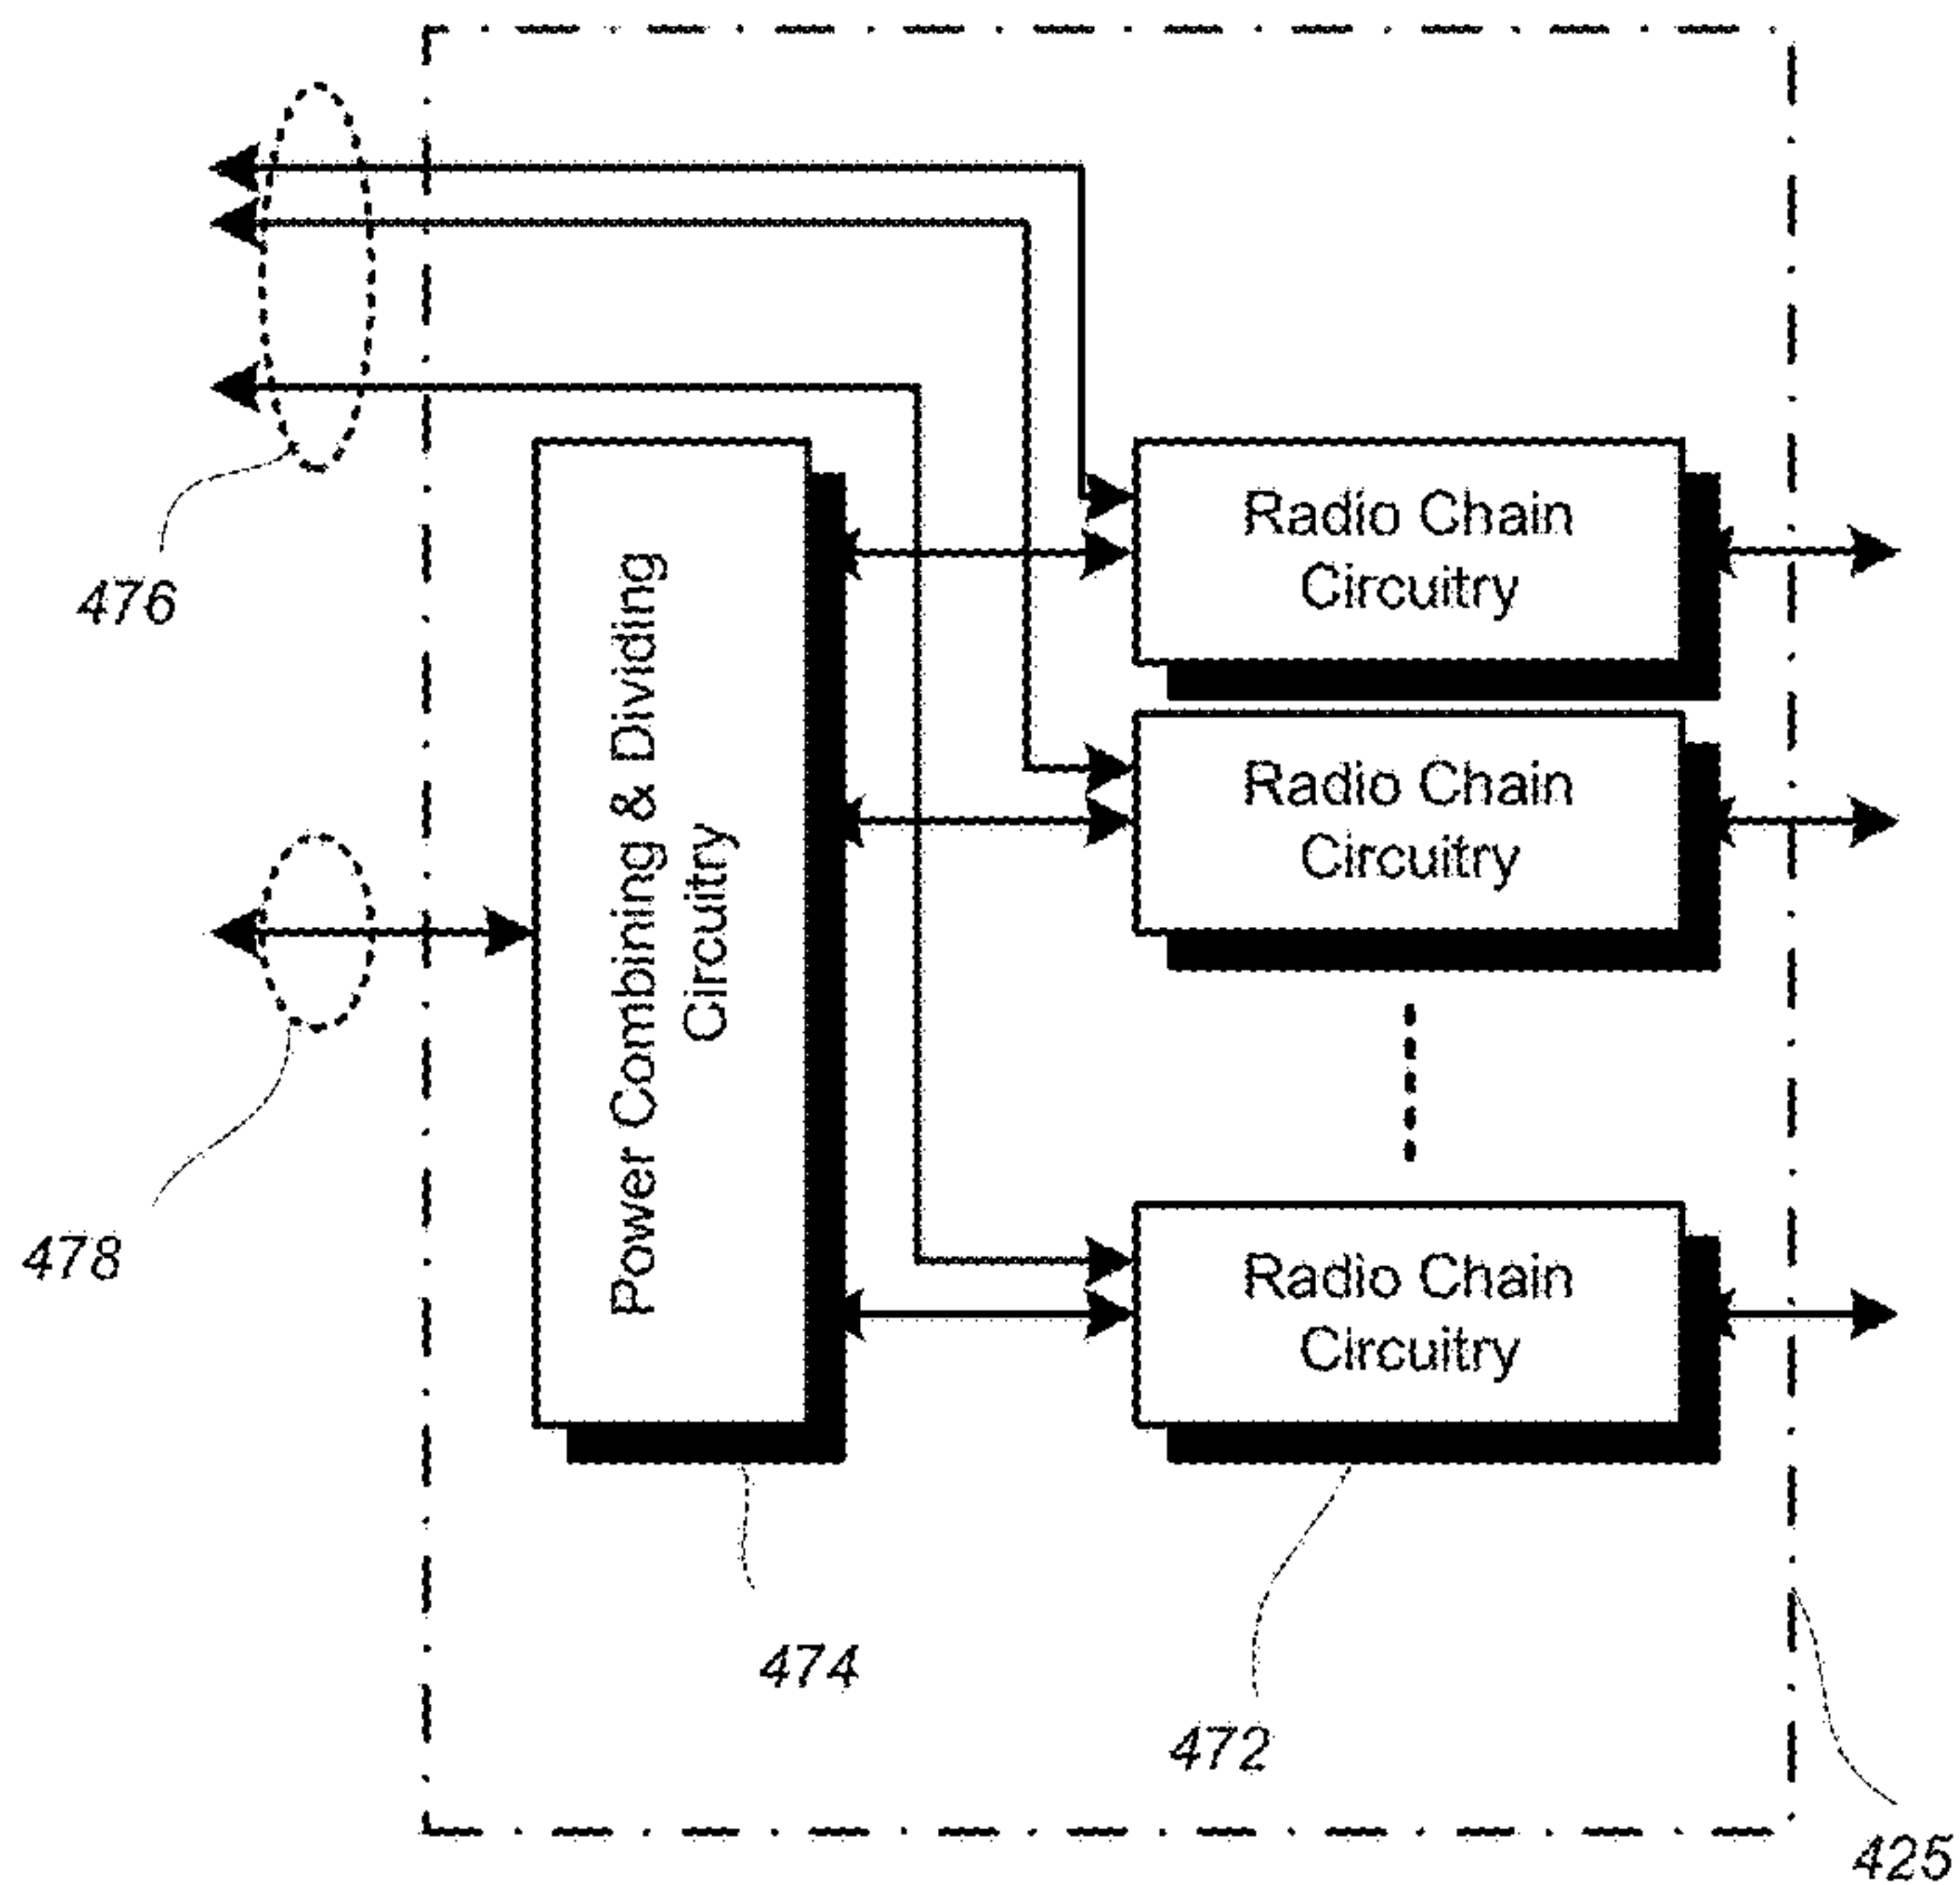 Radio Chain
Circuitry
476
Power Combining & Dividing
Circuitry
Radio Chain
Circuitry
478
Radio Chain
Circuitry
474
472
425